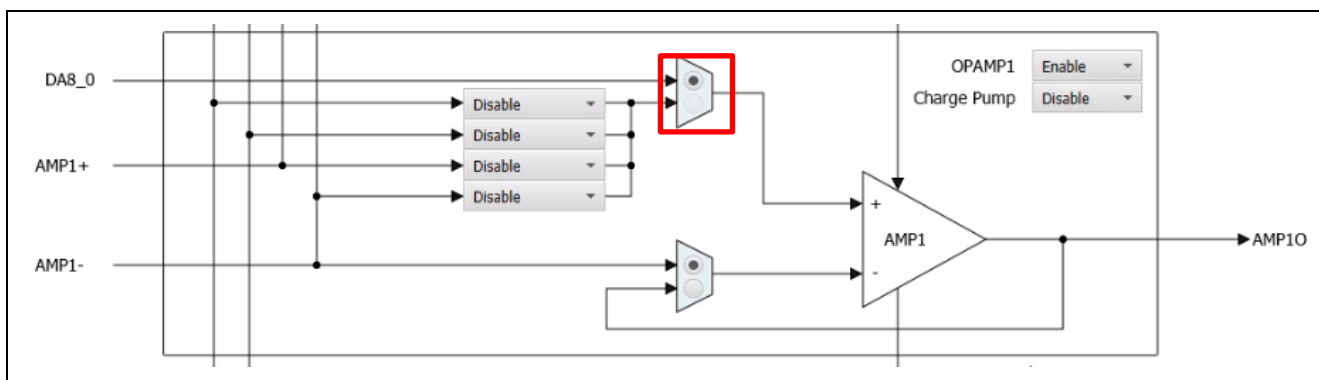 DA8_0
OPAMP1 Enable
Charge Pump Disable
Disable
Disable
AMP1+
Disable
Disable
+
AMP1
AMP1O
AMP1-
-